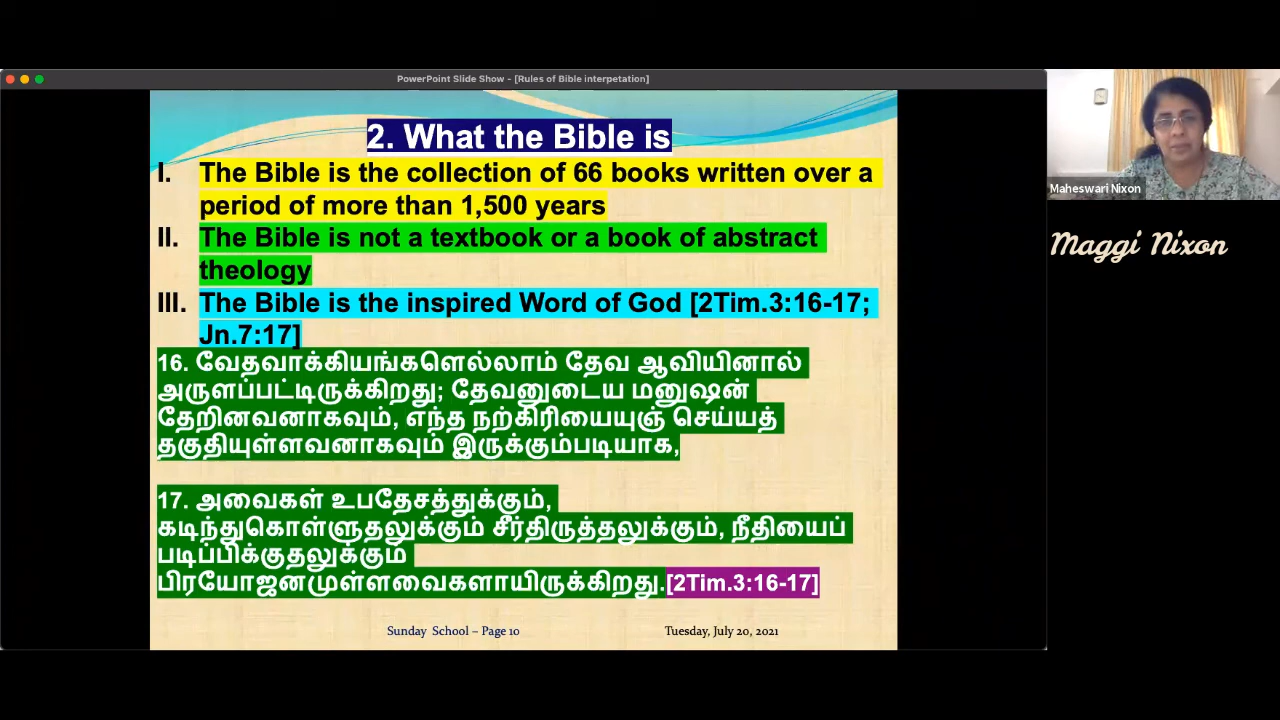 PowerPoint Slide Show - [Rules of Bible interpetation]
2. What the Bible is
I. The Bible is the collection of 66 books written over a
period of more than 1,500 years
II. The Bible is not a textbook or a book of abstract
theology
III. The Bible is the inspired Word of God [2Tim.3:16-17;
Jn.7:17]
16. வேதவாக்கியங்களெல்லாம் தேவ ஆவியினால்
அருளப்பட்டிருக்கிறது; தேவனுடைய மனுஷன்
தேறினவனாகவும், எந்த நற்கிரியையுஞ் செய்யத்
தகுதியுள்ளவனாகவும் இருக்கும்படியாக,
17. அவைகள் உபதேசத்துக்கும்,
கடிந்துகொள்ளுதலுக்கும் சீர்திருத்தலுக்கும், நீதியைப்
படிப்பிக்குதலுக்கும்
பிரயோஜனமுள்ளவைகளாயிருக்கிறது.[2Tim.3:16-17]
Sunday School – Page 10 Tuesday, July 20, 2021
Maheswari Nixon
Maggi Nixon